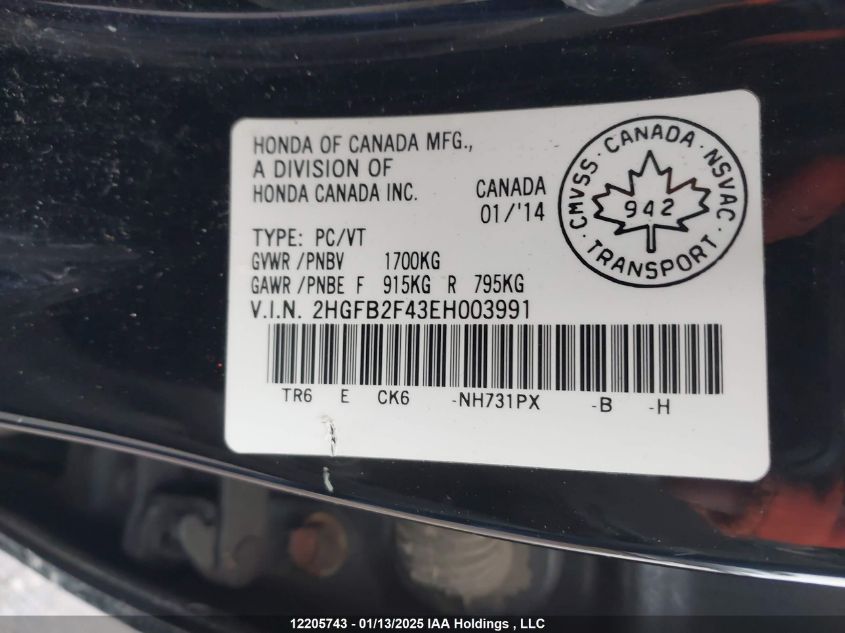 HONDA OF CANADA MFG.,
A DIVISION OF
HONDA CANADA INC.
CANADA
01/'14
TYPE: PC/VT
GVWR /PNBV 1700KG
GAWR /PNBE F 915KG R 795KG
V.I.N. 2HGFB2F43EH003991
TR6 E CK6 -NH731PX -B -H
CMVSS · CANADA · NSVAC ·
942
TRANSPORT
12205743 - 01/13/2025 IAA Holdings , LLC